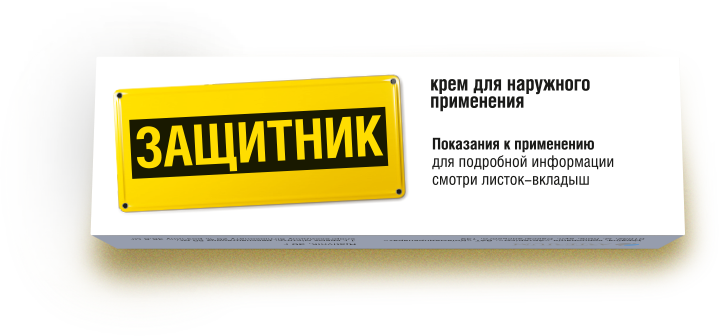 ЗАЩИТНИК
крем для наружного
применения
Показания к применению
для подробной информации
смотри листок–вкладыш